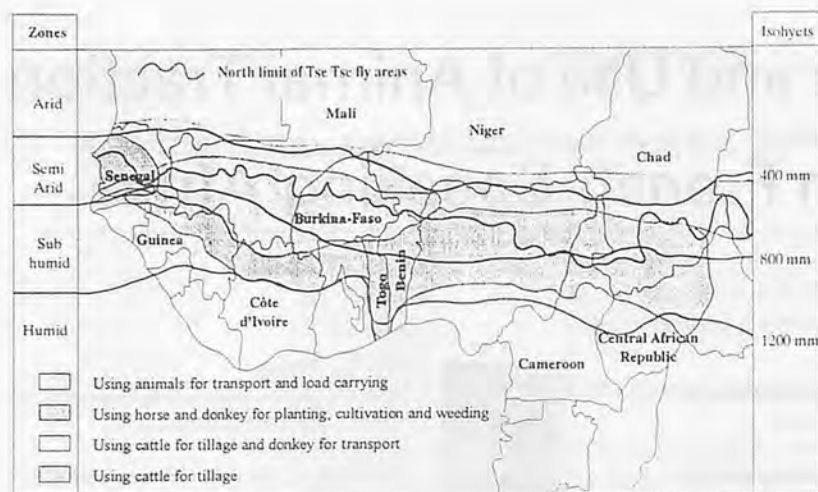 Zones
Isohyets
North limit of Tse Tse fly areas
Arid
Mali
Niger
Chad
Semi
Arid
Senegal
400 mm
Burkina-Faso
Guinea
Sub
humid
Togo
Benin
800 mm
Côte
d'Ivoire
Humid
Central African
Republic
1200 mm
Cameroon
Using animals for transport and load carrying
Using horse and donkey for planting, cultivation and weeding
Using cattle for tillage and donkey for transport
Using cattle for tillage